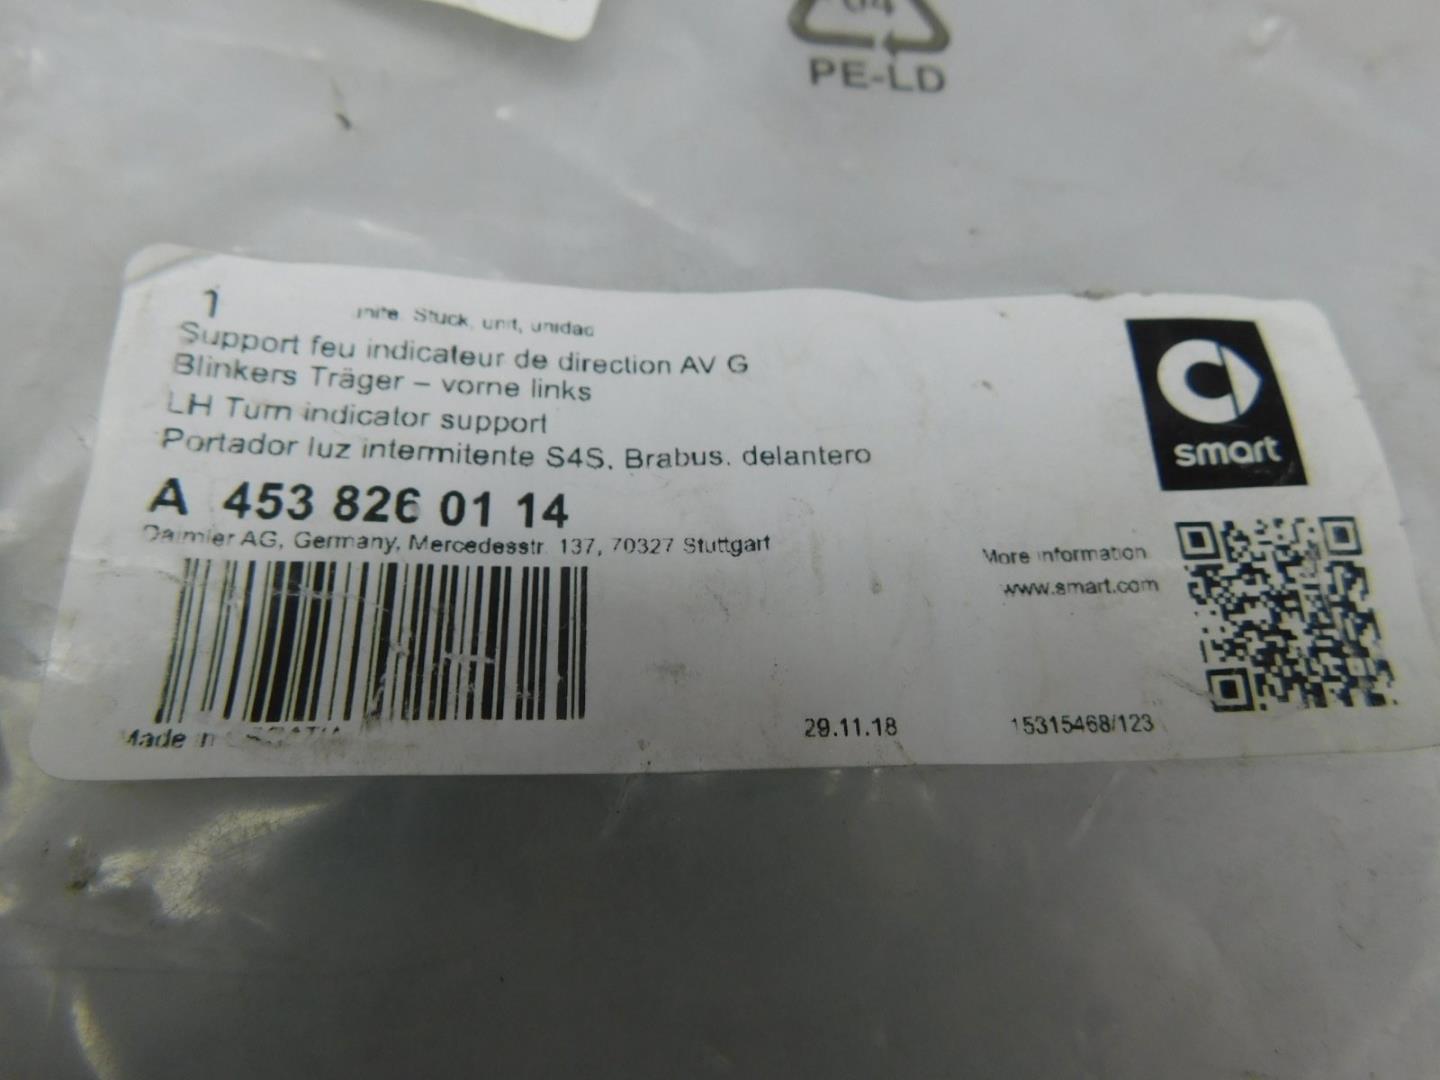 04
PE-LD
1
Stuck, unit, unidad
Support feu indicateur de direction AV G
Blinkers Träger – vorne links
LH Turn indicator support
Portador luz intermitente S4S, Brabus. delantero
A 453 826 01 14
Daimler AG, Germany, Mercedesstr. 137, 70327 Stuttgart
smart
More information
www.smart.com
Made in
29.11.18
15315468/123